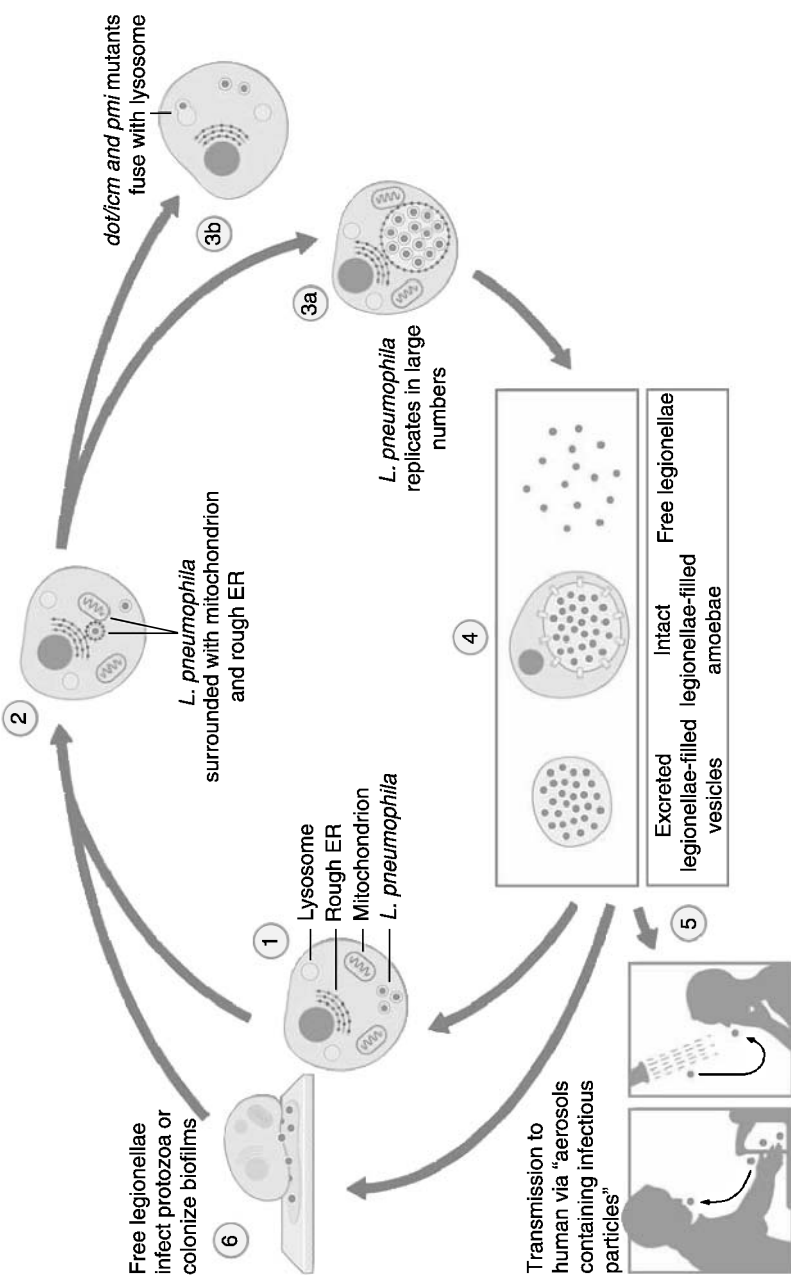 dot/icm and pmi mutants
fuse with lysosome
3b
3a
L. pneumophila
replicates in large
numbers
2
L. pneumophila
surrounded with mitochondrion
and rough ER
1
Lysosome
Rough ER
Mitochondrion
L. pneumophila
Free legionellae
infect protozoa or
colonize biofilms
6
4
Excreted
legionellae-filled
vesicles
Intact
legionellae-filled
amoebae
Free legionellae
5
Transmission to
human via “aerosols
containing infectious
particles”